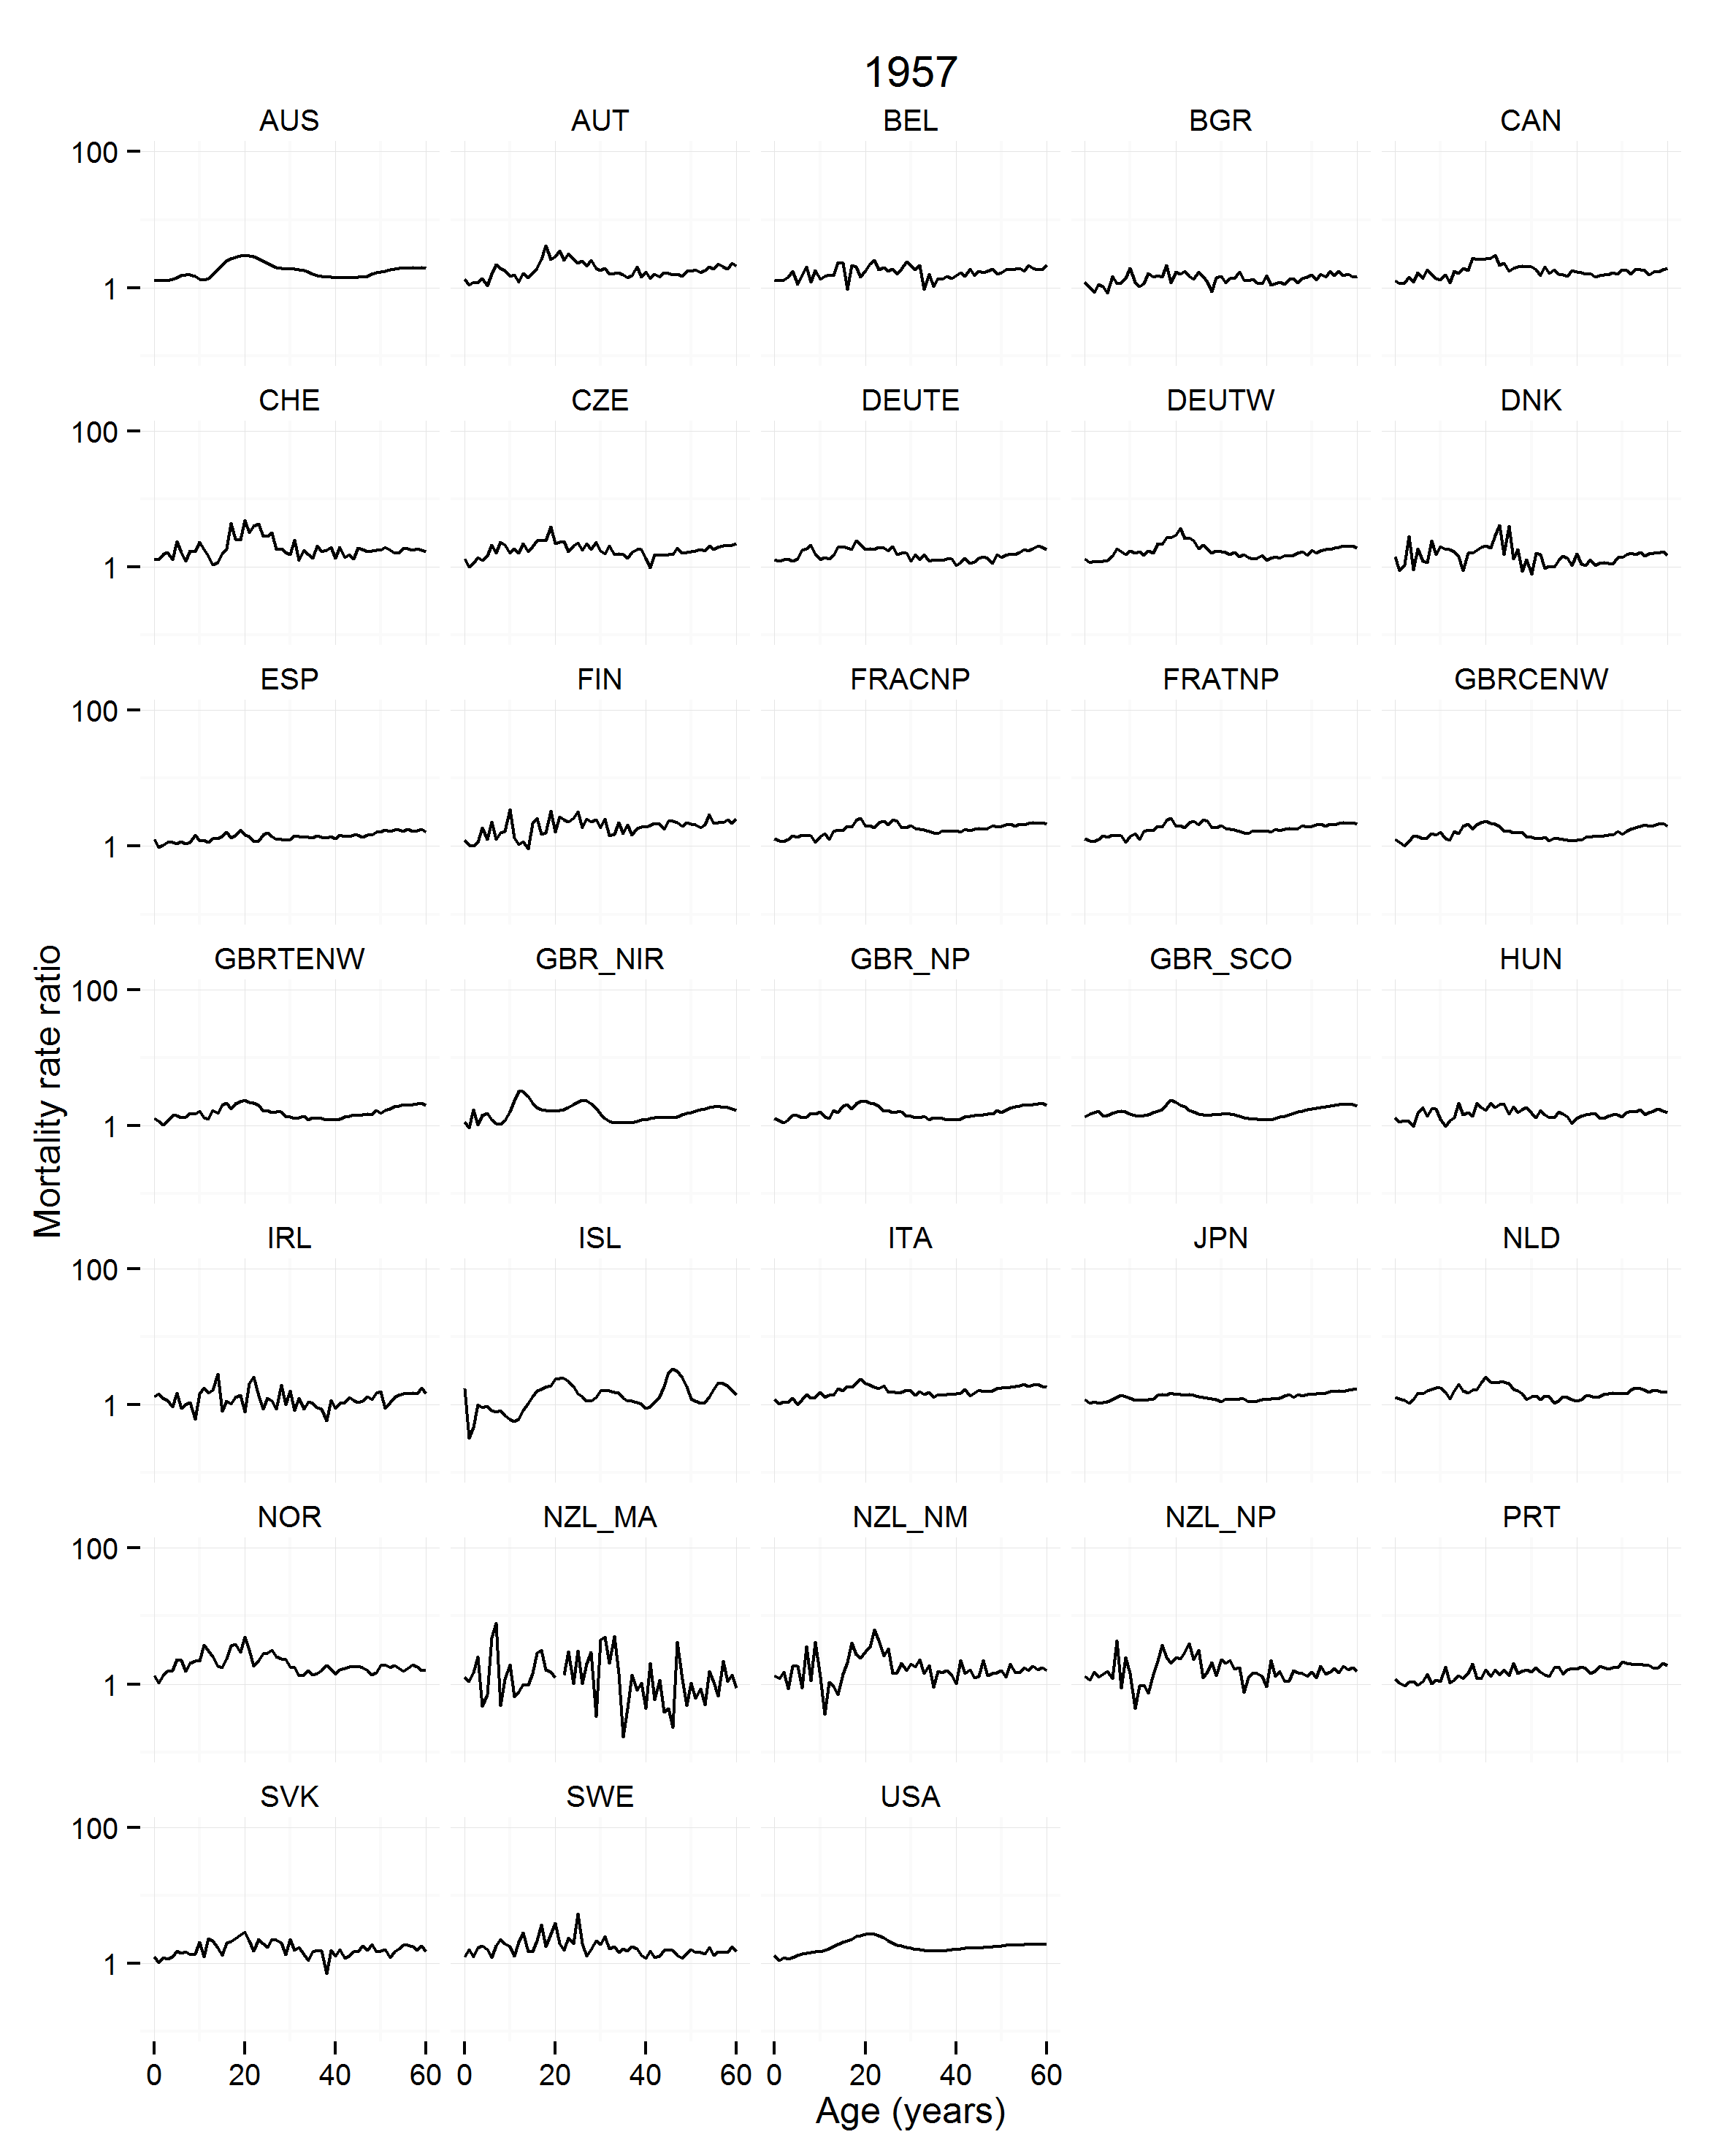 1957
AUS AUT BEL BGR CAN
100
1
CHE CZE DEUTE DEUTW DNK
100
1
ESP FIN FRACNP FRATNP GBRCENW
100
1
GBRTENW GBR_NIR GBR_NP GBR_SCO HUN
100
1
Mortality rate ratio
IRL ISL ITA JPN NLD
100
1
NOR NZL_MA NZL_NM NZL_NP PRT
100
1
SVK SWE USA
100
1
0 20 40 60 0 20 40 60 0 20 40 60
Age (years)